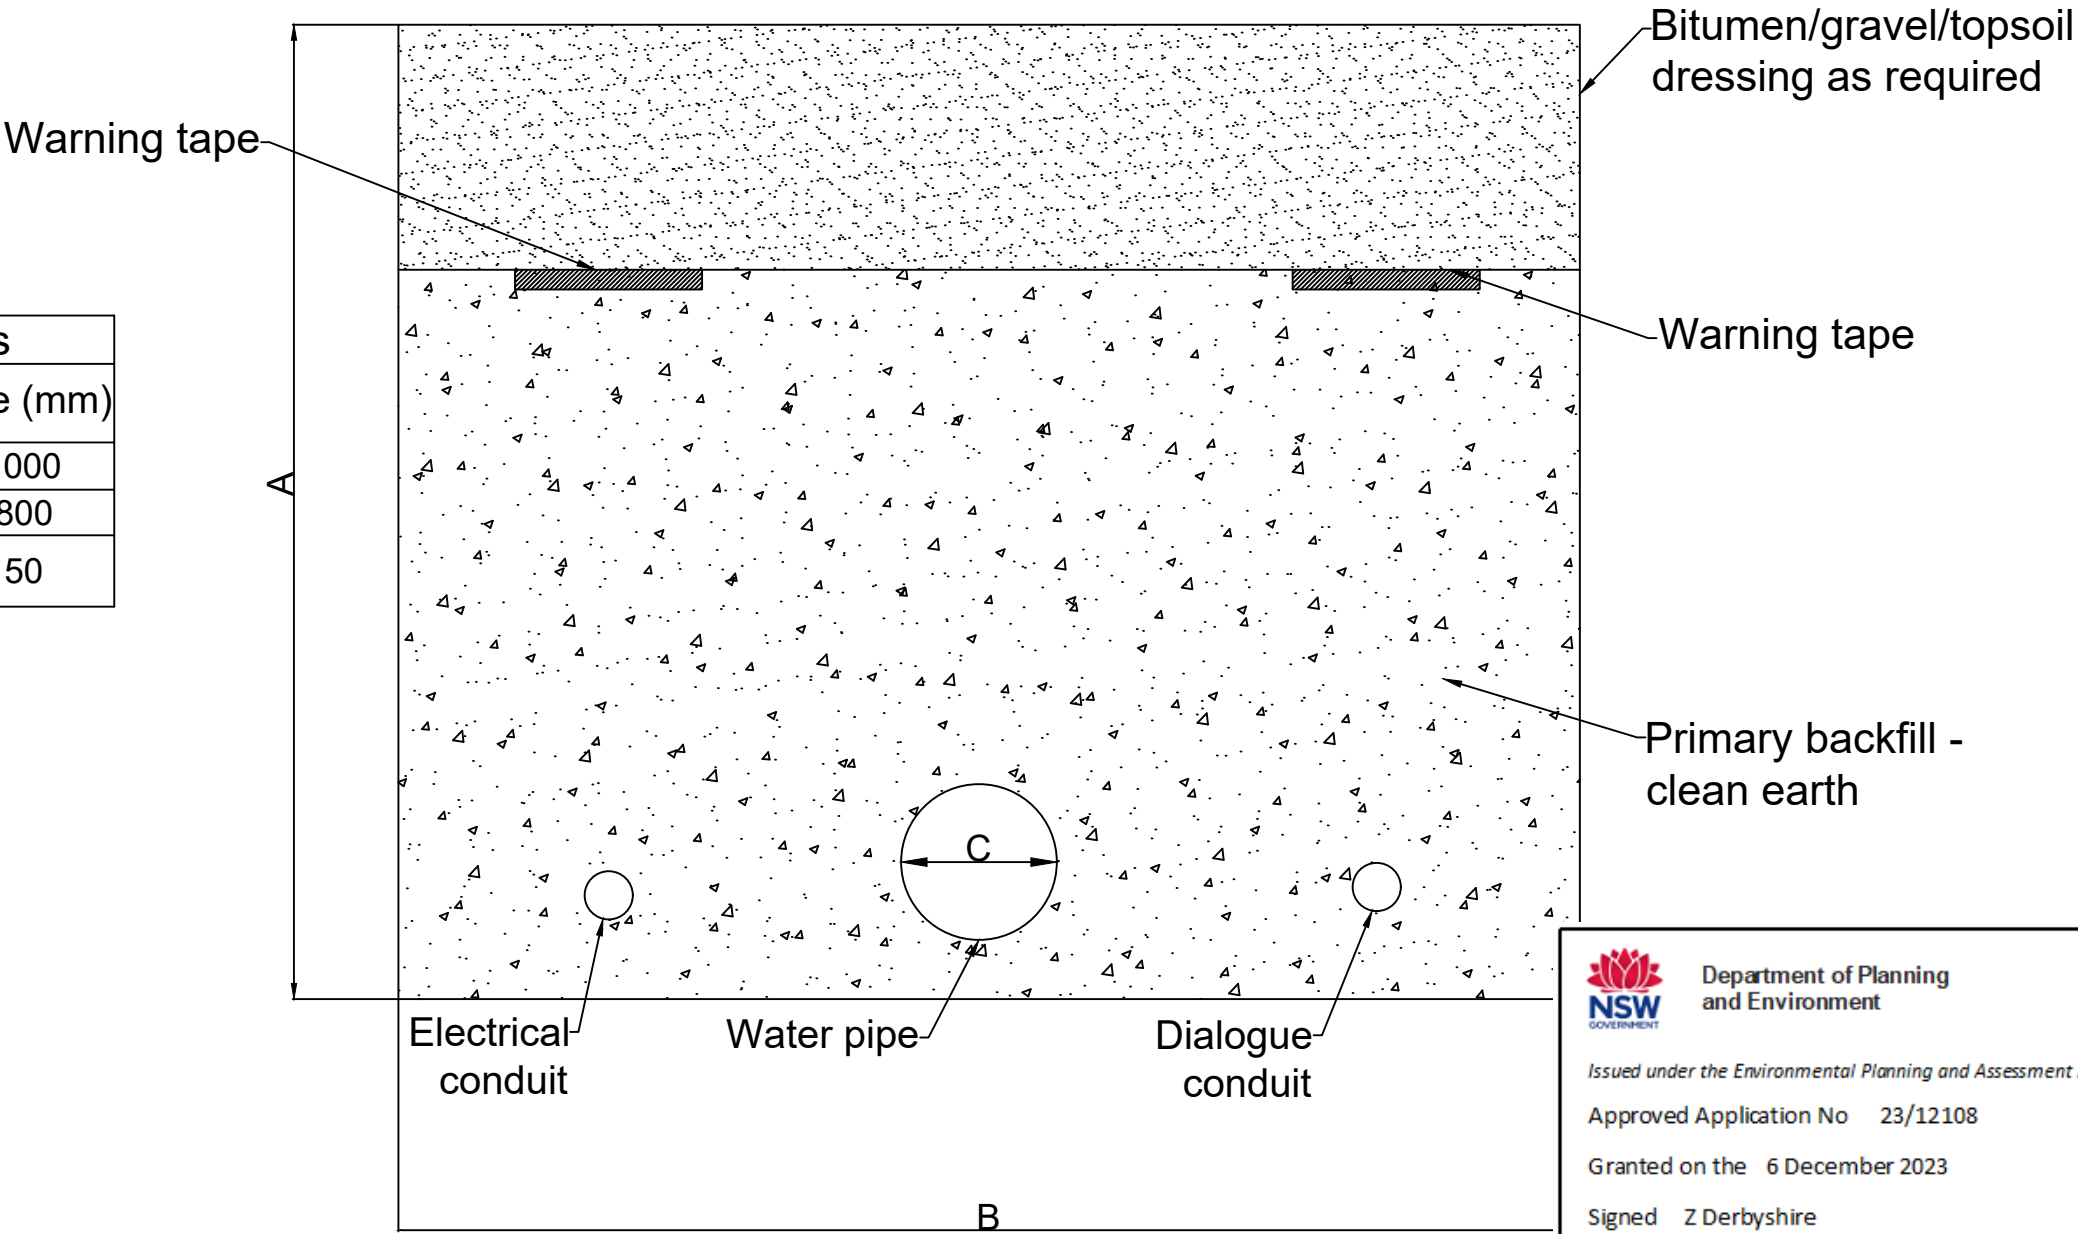 Bitumen/gravel/topsoil
dressing as required
Warning tape
Warning tape
s
e (mm)
000
800
50
A
Primary backfill -
clean earth
C
Electrical
conduit
Water pipe
Dialogue
conduit
B
NSW
GOVERNMENT
Department of Planning
and Environment
Issued under the Environmental Planning and Assessment
Approved Application No 23/12108
Granted on the 6 December 2023
Signed Z Derbyshire